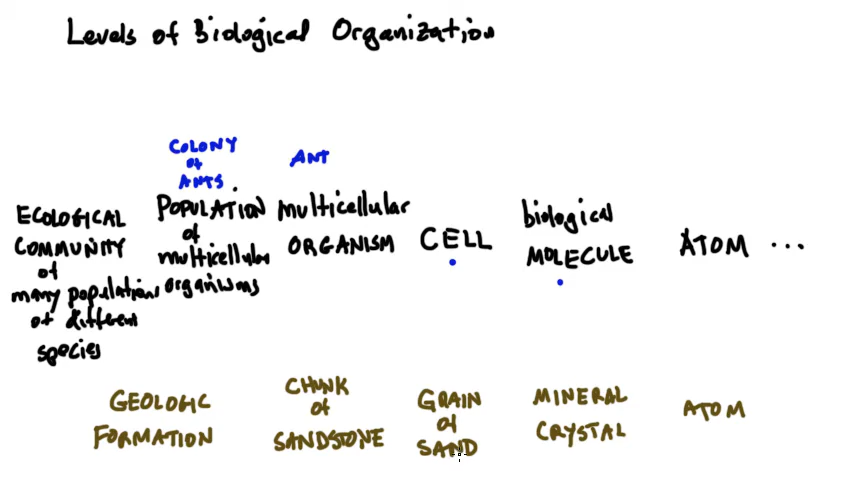 Levels of Biological Organization
COLONY
of
ANTS
ANT
ECOLOGICAL
COMMUNITY
of
many populations
of different
species
POPULATION
of
multicellular
organisms
multicellular
ORGANISM
CELL
biological
MOLECULE
ATOM ...
GEOLOGIC
FORMATION
CHUNK
of
SANDSTONE
GRAIN
of
SAND
MINERAL
CRYSTAL
ATOM